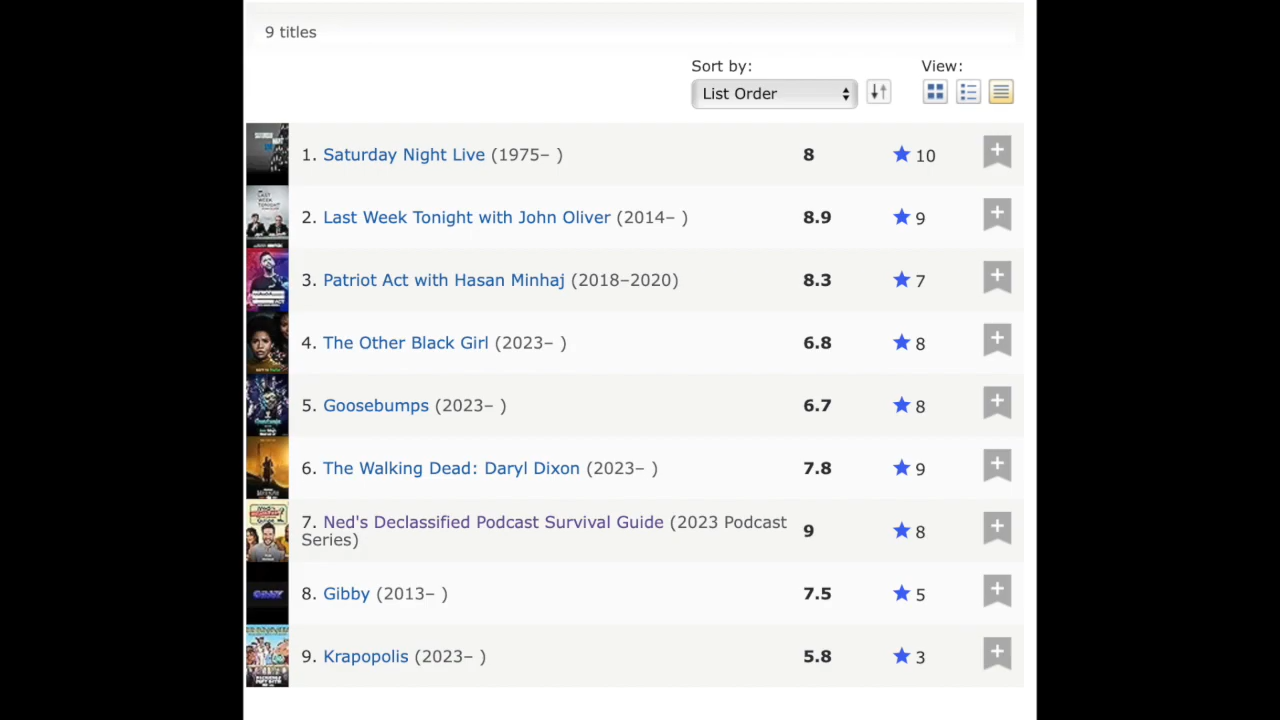 9 titles
Sort by:
View:
List Order
1. Saturday Night Live (1975– ) 8 10
2. Last Week Tonight with John Oliver (2014– ) 8.9 9
3. Patriot Act with Hasan Minhaj (2018–2020) 8.3 7
4. The Other Black Girl (2023– ) 6.8 8
5. Goosebumps (2023– ) 6.7 8
6. The Walking Dead: Daryl Dixon (2023– ) 7.8 9
7. Ned's Declassified Podcast Survival Guide (2023 Podcast
Series) 9 8
8. Gibby (2013– ) 7.5 5
9. Krapopolis (2023– ) 5.8 3